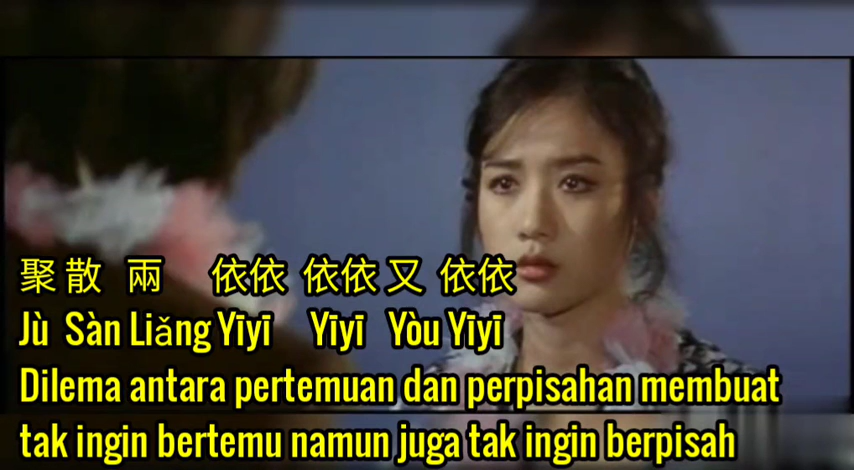 聚散 兩 依依 依依又 依依
Jù Sàn Liǎng Yīyī Yīyī Yòu Yīyī
Dilema antara pertemuan dan perpisahan membuat
tak ingin bertemu namun juga tak ingin berpisah